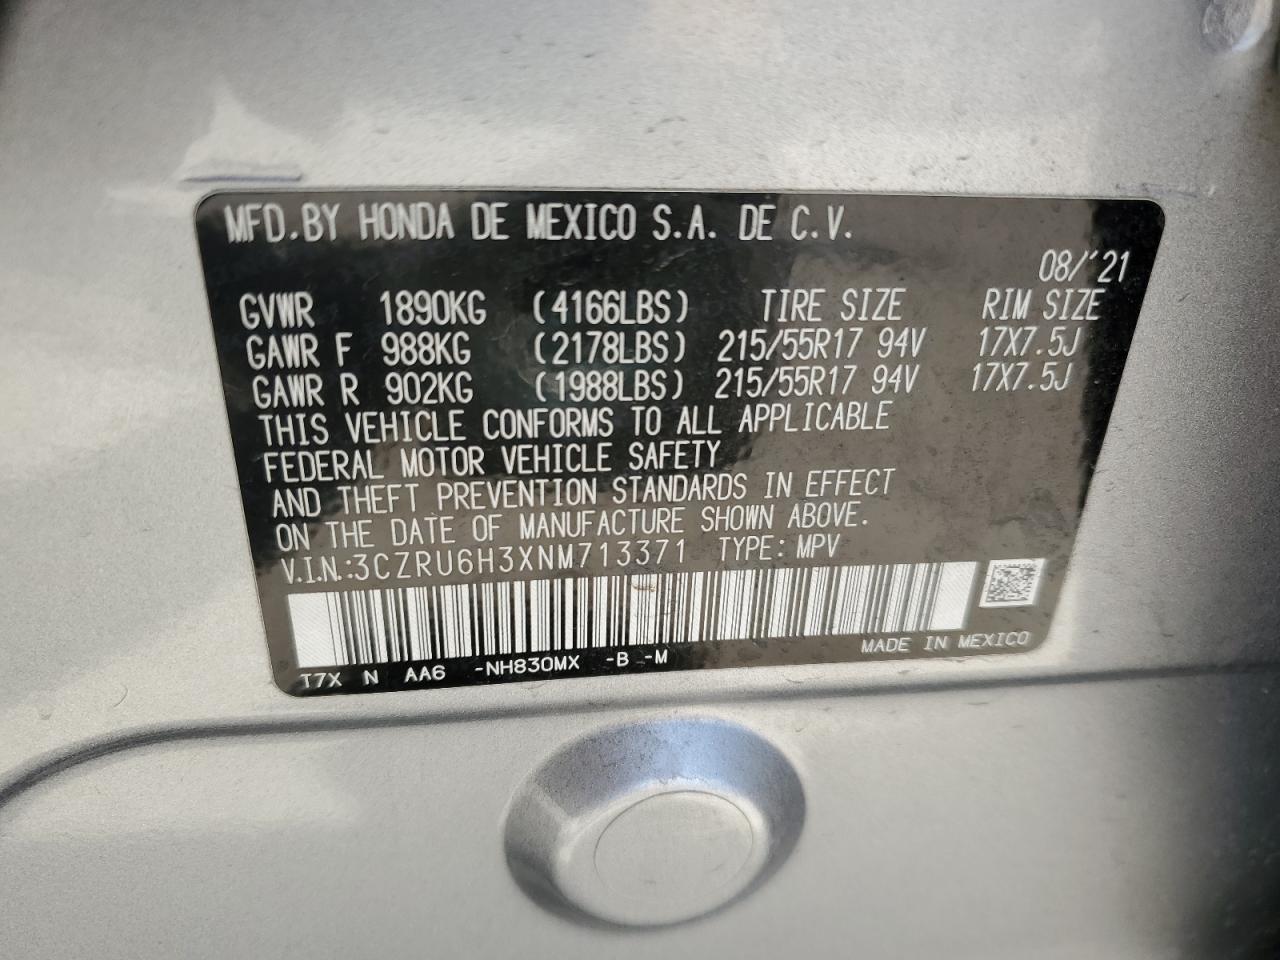 MFD.BY HONDA DE MEXICO S.A. DE C.V.
08/'21
GVWR 1890KG (4166LBS) TIRE SIZE RIM SIZE
GAWR F 988KG (2178LBS) 215/55R17 94V 17X7.5J
GAWR R 902KG (1988LBS) 215/55R17 94V 17X7.5J
THIS VEHICLE CONFORMS TO ALL APPLICABLE
FEDERAL MOTOR VEHICLE SAFETY
AND THEFT PREVENTION STANDARDS IN EFFECT
ON THE DATE OF MANUFACTURE SHOWN ABOVE.
V.I.N.:3CZRU6H3XNM713371 TYPE: MPV
MADE IN MEXICO
T7X N AA6 -NH830MX -B -M